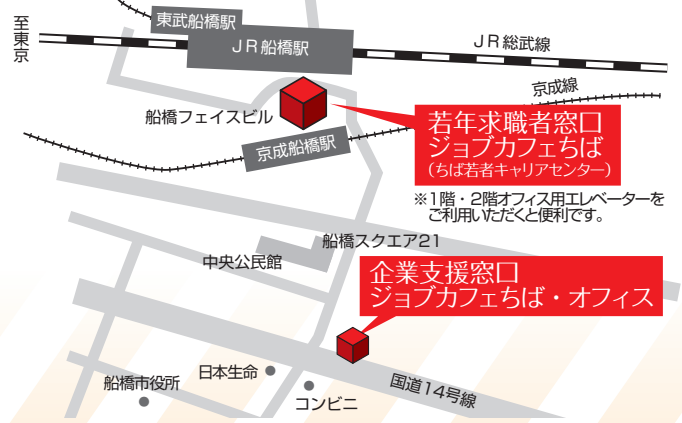 東武船橋駅
至東京
JR船橋駅
JR総武線
京成線
船橋フェイスビル
若年求職者窓口
ジョブカフェちば
(ちば若者キャリアセンター)
京成船橋駅
※1階・2階オフィス用エレベーターを
ご利用いただくと便利です。
船橋スクエア21
中央公民館
企業支援窓口
ジョブカフェちば・オフィス
日本生命
船橋市役所
国道14号線
コンビニ